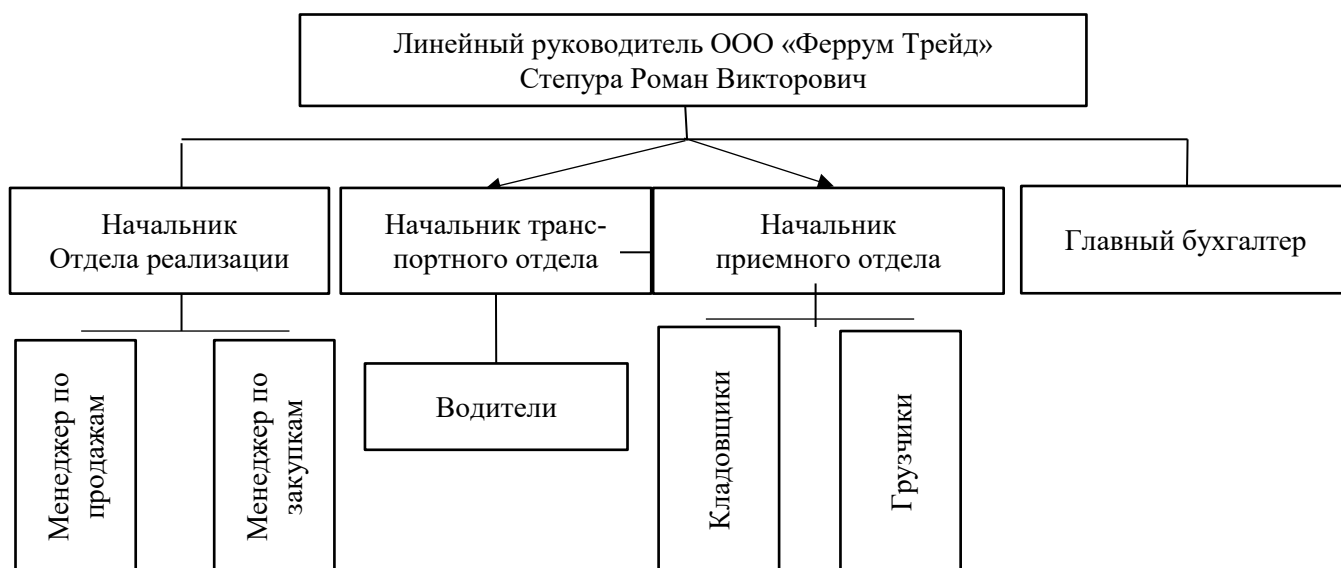 Линейный руководитель ООО «Феррум Трейд»
Степура Роман Викторович
Начальник
Отдела реализации
Начальник транс-
портного отдела
Начальник
приемного отдела
Главный бухгалтер
Менеджер по
продажам
Менеджер по
закупкам
Водители
Кладовщики
Грузчики